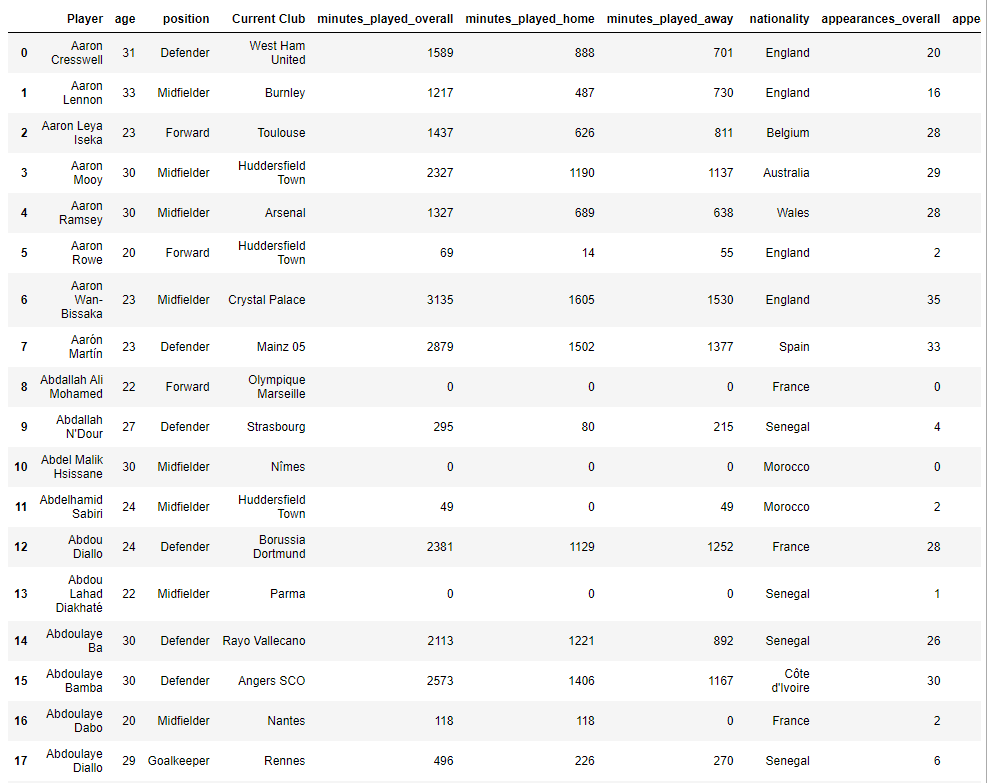 Player age position Current Club minutes_played_overall minutes_played_home minutes_played_away nationality appearances_overall appe
0 Aaron Cresswell 31 Defender West Ham United 1589 888 701 England 20
1 Aaron Lennon 33 Midfielder Burnley 1217 487 730 England 16
2 Aaron Leya Iseka 23 Forward Toulouse 1437 626 811 Belgium 28
3 Aaron Mooy 30 Midfielder Huddersfield Town 2327 1190 1137 Australia 29
4 Aaron Ramsey 30 Midfielder Arsenal 1327 689 638 Wales 28
5 Aaron Rowe 20 Forward Huddersfield Town 69 14 55 England 2
6 Aaron Wan-Bissaka 23 Midfielder Crystal Palace 3135 1605 1530 England 35
7 Aarón Martín 23 Defender Mainz 05 2879 1502 1377 Spain 33
8 Abdallah Ali Mohamed 22 Forward Olympique Marseille 0 0 0 France 0
9 Abdallah N'Dour 27 Defender Strasbourg 295 80 215 Senegal 4
10 Abdel Malik Hsissane 30 Midfielder Nîmes 0 0 0 Morocco 0
11 Abdelhamid Sabiri 24 Midfielder Huddersfield Town 49 0 49 Morocco 2
12 Abdou Diallo 24 Defender Borussia Dortmund 2381 1129 1252 France 28
13 Abdou Lahad Diakhaté 22 Midfielder Parma 0 0 0 Senegal 1
14 Abdoulaye Ba 30 Defender Rayo Vallecano 2113 1221 892 Senegal 26
15 Abdoulaye Bamba 30 Defender Angers SCO 2573 1406 1167 Côte d'Ivoire 30
16 Abdoulaye Dabo 20 Midfielder Nantes 118 118 0 France 2
17 Abdoulaye Diallo 29 Goalkeeper Rennes 496 226 270 Senegal 6